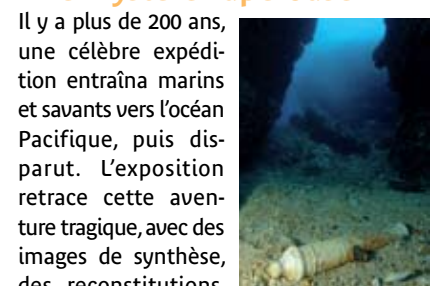 Il y a plus de 200 ans,
une célèbre expédi-
tion entraîna marins
et savants vers l'océan
Pacifique, puis dis-
parut. L'exposition
retrace cette aven-
ture tragique, avec des
images de synthèse,
des reconstitutions,